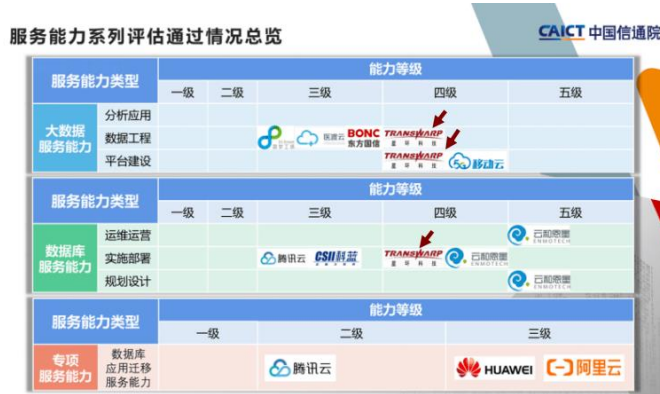 服务能力系列评估通过情况总览
CAICT 中国信通院
服务能力类型
能力等级
一级 二级 三级 四级 五级
大数据
服务能力
分析应用
数据工程
医渡云
BONC
东方国信
TRANSWARP
星环科技
平台建设
TRANSWARP
星环科技
5G 移动云
服务能力类型
能力等级
一级 二级 三级 四级 五级
数据库
服务能力
运维运营
云和恩墨
ENMOTECH
实施部署
腾讯云
CSII科蓝
TRANSWARP
星环科技
云和恩墨
ENMOTECH
规划设计
云和恩墨
ENMOTECH
服务能力类型
能力等级
一级 二级 三级
专项
服务能力
数据库
应用迁移
服务能力
腾讯云
HUAWEI
阿里云